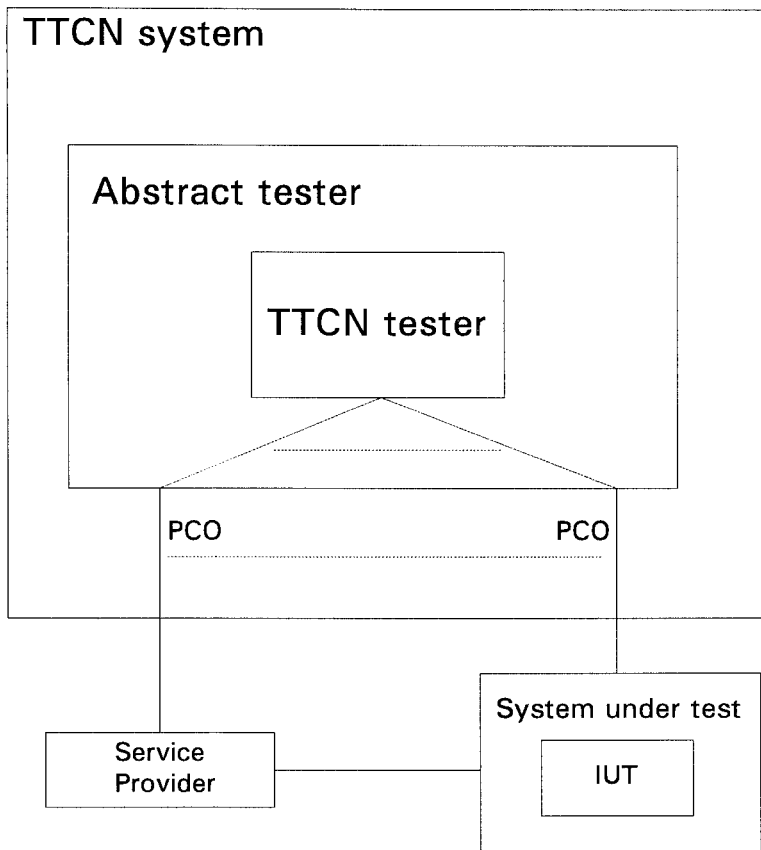 TTCN system
Abstract tester
TTCN tester
PCO
PCO
System under test
Service
Provider
IUT